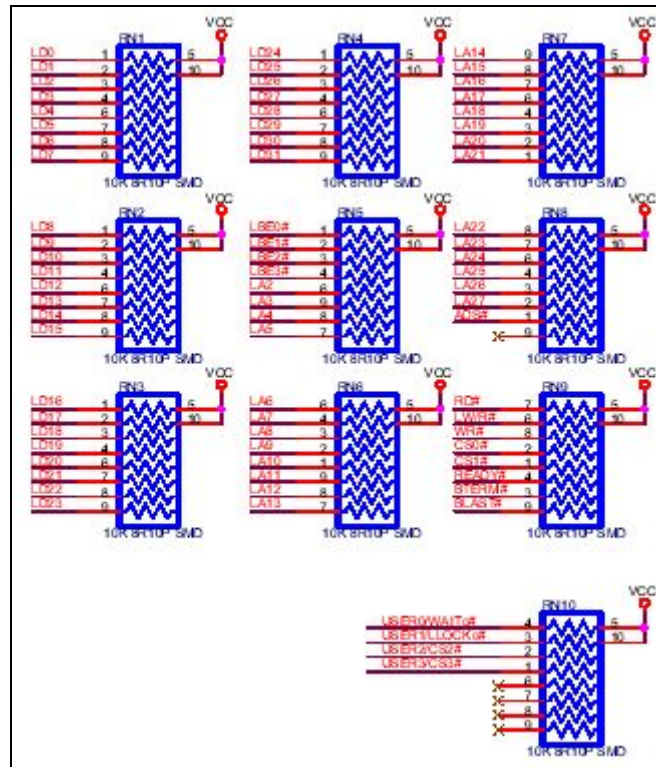 VCC
RN1
LD0 1 5
LD1 2 10
LD2 3
LD3 4
LD4 6
LD5 7
LD6 8
LD7 9
10K 8R10P SMD
VCC
RN4
LD24 1 5
LD25 2 10
LD26 3
LD27 4
LD28 6
LD29 7
LD30 8
LD31 9
10K 8R10P SMD
VCC
RN7
LA14 9 5
LA15 8 10
LA16 7
LA17 6
LA18 4
LA19 3
LA20 2
LA21 1
10K 8R10P SMD
VCC
RN2
LD8 1 5
LD9 2 10
LD10 3
LD11 4
LD12 6
LD13 7
LD14 8
LD15 9
10K 8R10P SMD
VCC
RN5
LBE0# 1 5
LBE1# 2 10
LBE2# 3
LBE3# 4
LA2 6
LA3 9
LA4 8
LA5 7
10K 8R10P SMD
VCC
RN8
LA22 8 5
LA23 7 10
LA24 6
LA25 4
LA26 3
LA27 2
ADS# 1
9
10K 8R10P SMD
VCC
RN3
LD16 1 5
LD17 2 10
LD18 3
LD19
LD20 6
LD21
LD22
LD23 9
10K 8R10P SMD
VCC
RN6
LA6 6 5
LA7 4 10
LA8 3
LA9 2
LA10 1
LA11 9
LA12 8
LA13 7
10K 8R10P SMD
VCC
RN9
RD# 7 5
LW/R# 6 10
WR# 8
CS0# 2
CS1# 1
READY# 4
BTERM# 3
BLAST# 9
10K 8R10P SMD
VCC
RN10
USER0/WAITo# 4 5
USER1/LLOCKo# 3 10
USER2/CS2# 2
USER3/CS3# 1
6
7
8
9
10K 8R10P SMD